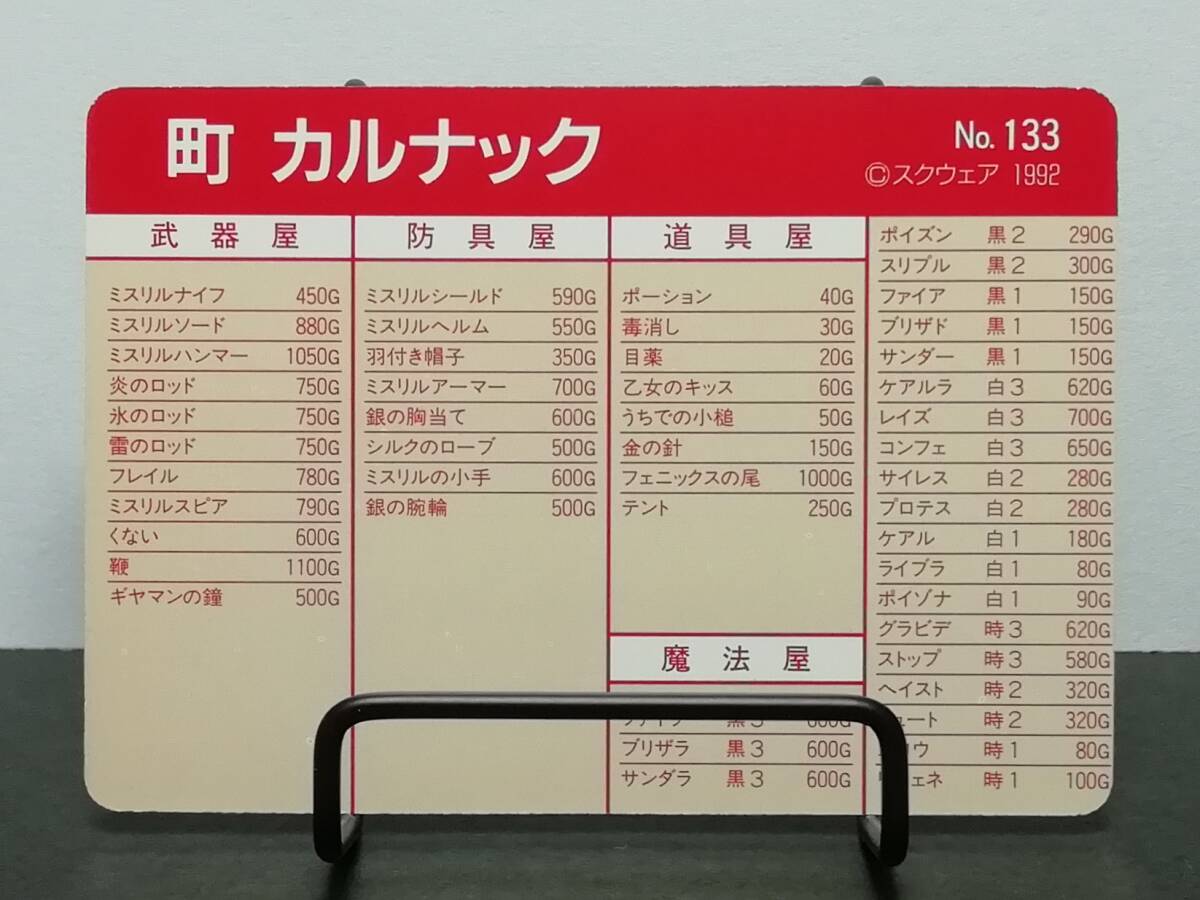 町 カルナック
No. 133
©スクウェア 1992
武器屋
ミスリルナイフ 450G
ミスリルソード 880G
ミスリルハンマー 1050G
炎のロッド 750G
氷のロッド 750G
雷のロッド 750G
フレイル 780G
ミスリルスピア 790G
くない 600G
鞭 1100G
ギヤマンの鐘 500G
防具屋
ミスリルシールド 590G
ミスリルヘルム 550G
羽付き帽子 350G
ミスリルアーマー 700G
銀の胸当て 600G
シルクのローブ 500G
ミスリルの小手 600G
銀の腕輪 500G
道具屋
ポーション 40G
毒消し 30G
目薬 20G
乙女のキッス 60G
うちでの小槌 50G
金の針 150G
フェニックスの尾 1000G
テント 250G
魔法屋
黒3 600G
ブリザラ 黒3 600G
サンダラ 黒3 600G
ポイズン 黒2 290G
スリプル 黒2 300G
ファイア 黒1 150G
ブリザド 黒1 150G
サンダー 黒1 150G
ケアルラ 白3 620G
レイズ 白3 700G
コンフェ 白3 650G
サイレス 白2 280G
プロテス 白2 280G
ケアル 白1 180G
ライブラ 白1 80G
ポイゾナ 白1 90G
グラビデ 時3 620G
ストップ 時3 580G
ヘイスト 時2 320G
時2 320G
時1 80G
時1 100G